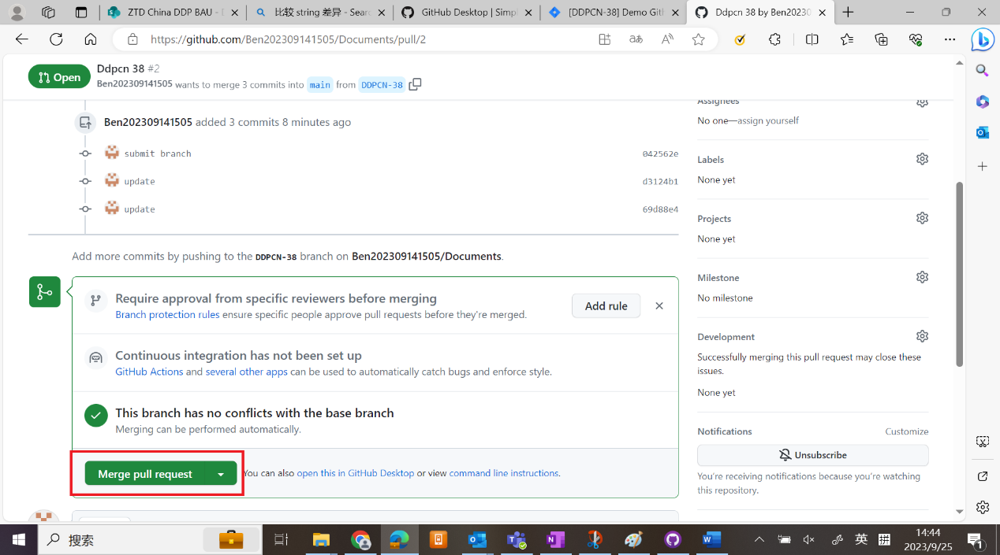 ZTD China DDP BAU -
比较 string 差异 - Sear
GitHub Desktop | Simpl
[DDPCN-38] Demo Git
Ddpcn 38 by Ben20230
https://github.com/Ben202309141505/Documents/pull/2
Open
Ddpcn 38 #2
Ben202309141505 wants to merge 3 commits into main from DDPCN-38
Ben202309141505 added 3 commits 8 minutes ago
submit branch 042562e
update d3124b1
update 69d88e4
Add more commits by pushing to the DDPCN-38 branch on Ben202309141505/Documents.
Require approval from specific reviewers before merging
Branch protection rules ensure specific people approve pull requests before they're merged.
Add rule
Continuous integration has not been set up
GitHub Actions and several other apps can be used to automatically catch bugs and enforce style.
This branch has no conflicts with the base branch
Merging can be performed automatically.
Merge pull request
You can also open this in GitHub Desktop or view command line instructions.
Assignees
No one—assign yourself
Labels
None yet
Projects
None yet
Milestone
No milestone
Development
Successfully merging this pull request may close these
issues.
None yet
Notifications Customize
Unsubscribe
You're receiving notifications because you're watching
this repository.
搜索
英
拼
14:44
2023/9/25
1